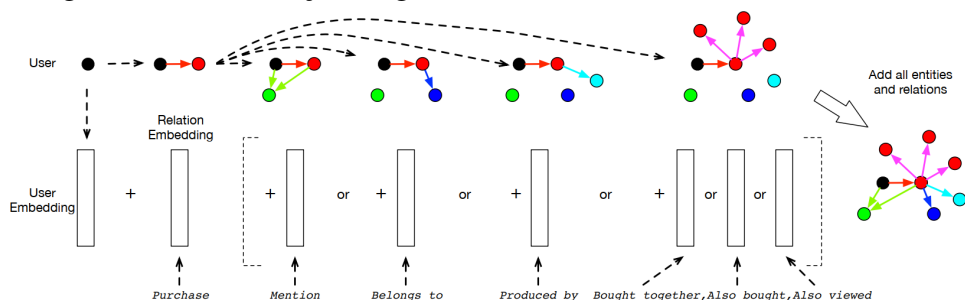 User
Add all entities
and relations
Relation
Embedding
User
Embedding
+ + or + or + or + or or
Purchase Mention Belongs to Produced by Bought together,Also bought,Also viewed